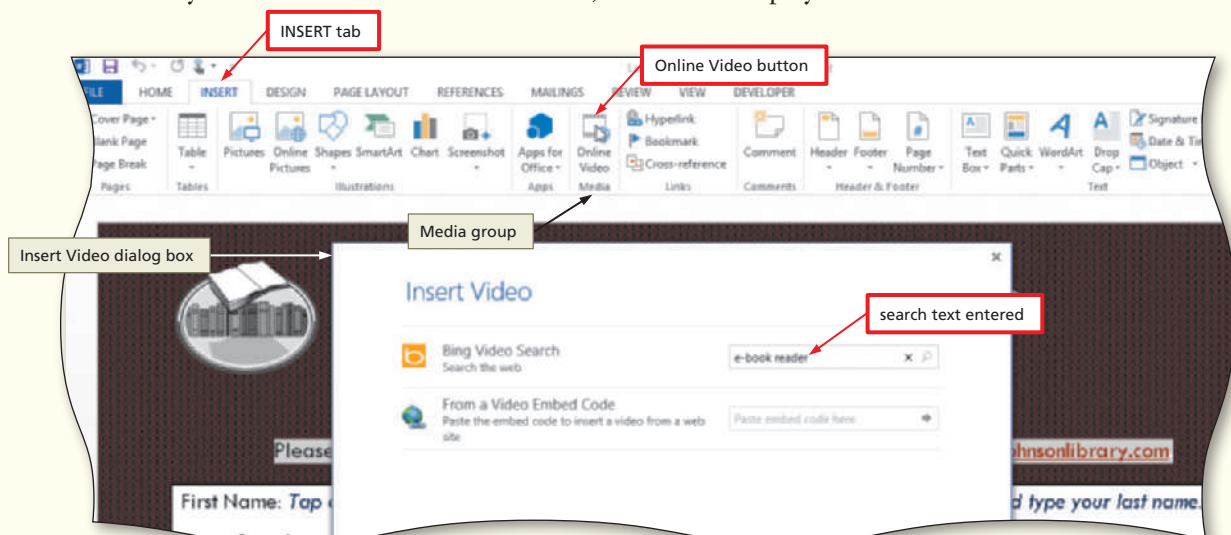 INSERT tab
Online Video button
FILE HOME INSERT DESIGN PAGE LAYOUT REFERENCES MAILINGS REVIEW VIEW DEVELOPER
Cover Page
Blank Page
Page Break
Pages
Table
Tables
Pictures Online Pictures Shapes SmartArt Chart Screenshot
Illustrations
Apps for Office
Apps
Online Video
Media
Hyperlink
Bookmark
Cross-reference
Links
Comment
Comments
Header Footer Page Number
Header & Footer
Text Box Quick Parts WordArt Drop Cap
Signature
Date & Ti
Object
Text
Media group
Insert Video dialog box
Insert Video
search text entered
Bing Video Search
Search the web
e-book reader
From a Video Embed Code
Paste the embed code to insert a video from a web
site
Paste embed code here
Please
hnsonlibrary.com
First Name: Tap
d type your last name.